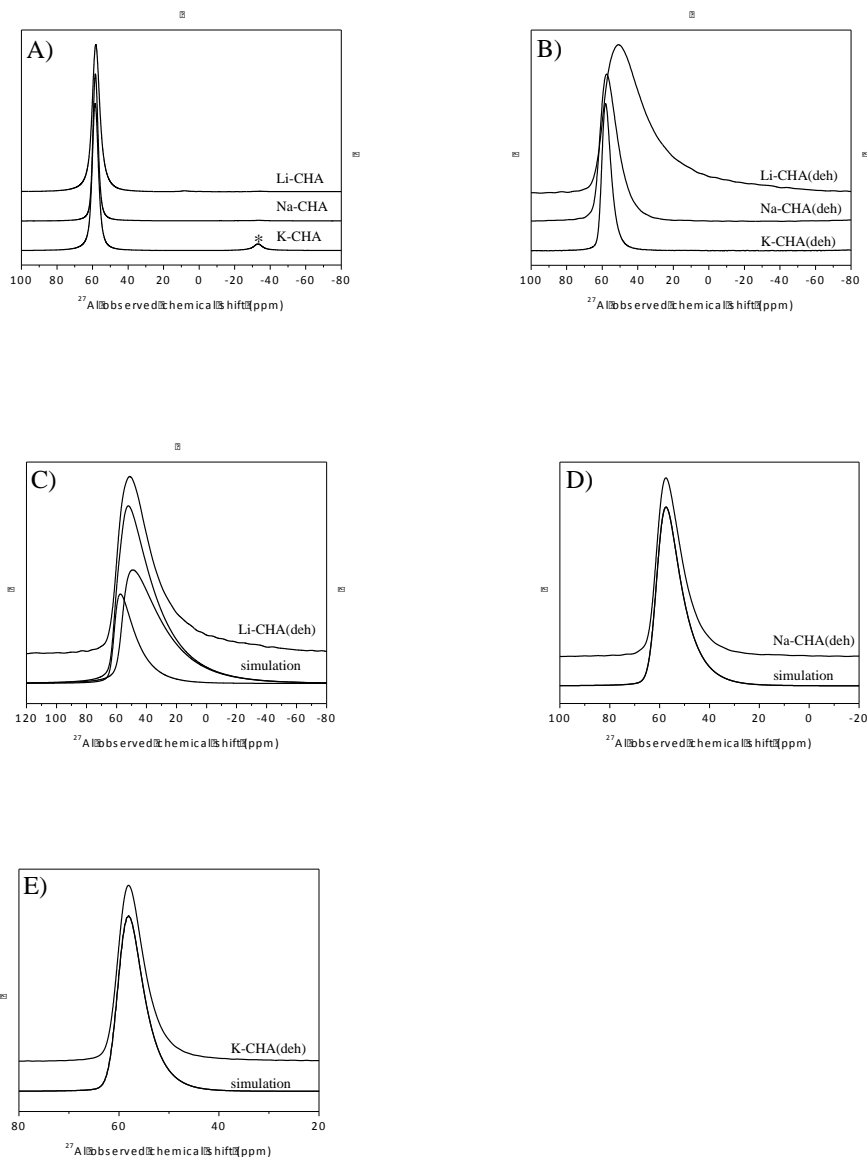 A)
Li-CHA
Na-CHA
K-CHA
*
100 80 60 40 20 0 -20 -40 -60 -80
27Al observed chemical shift (ppm)
B)
Li-CHA(deh)
Na-CHA(deh)
K-CHA(deh)
100 80 60 40 20 0 -20 -40 -60 -80
27Al observed chemical shift (ppm)
C)
Li-CHA(deh)
simulation
120 100 80 60 40 20 0 -20 -40 -60 -80
27Al observed chemical shift (ppm)
D)
Na-CHA(deh)
simulation
100 80 60 40 20 0 -20
27Al observed chemical shift (ppm)
E)
K-CHA(deh)
simulation
80 60 40 20
27Al observed chemical shift (ppm)